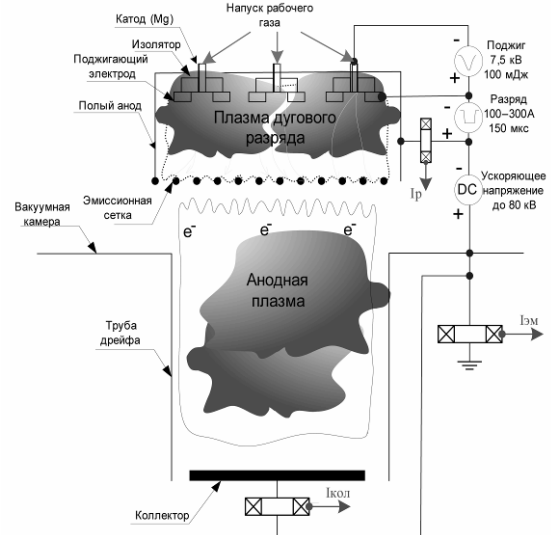 Напуск рабочего
газа
Катод (Mg)
Изолятор
Поджигающий
электрод
Полый анод
Плазма дугового
разряда
Поджиг
7,5 кВ
100 мДж
Разряд
100–300А
150 мкс
Ускоряющее
напряжение
до 80 кВ
-
+
-
+
-
DC
+
Iр
Эмиссионная
сетка
Вакуумная
камера
e⁻ e⁻ e⁻
Анодная
плазма
Труба
дрейфа
Iэм
Коллектор
Iкол